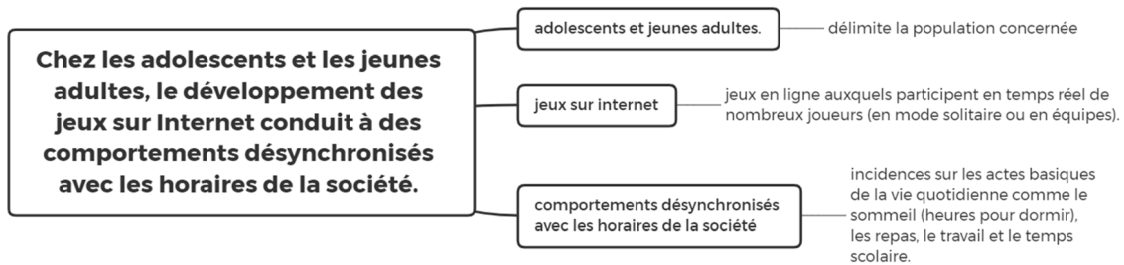 Chez les adolescents et les jeunes
adultes, le développement des
jeux sur Internet conduit à des
comportements désynchronisés
avec les horaires de la société.
adolescents et jeunes adultes.
délimite la population concernée
jeux sur internet
jeux en ligne auxquels participent en temps réel de
nombreux joueurs (en mode solitaire ou en équipes).
comportements désynchronisés
avec les horaires de la société
incidences sur les actes basiques
de la vie quotidienne comme le
sommeil (heures pour dormir),
les repas, le travail et le temps
scolaire.